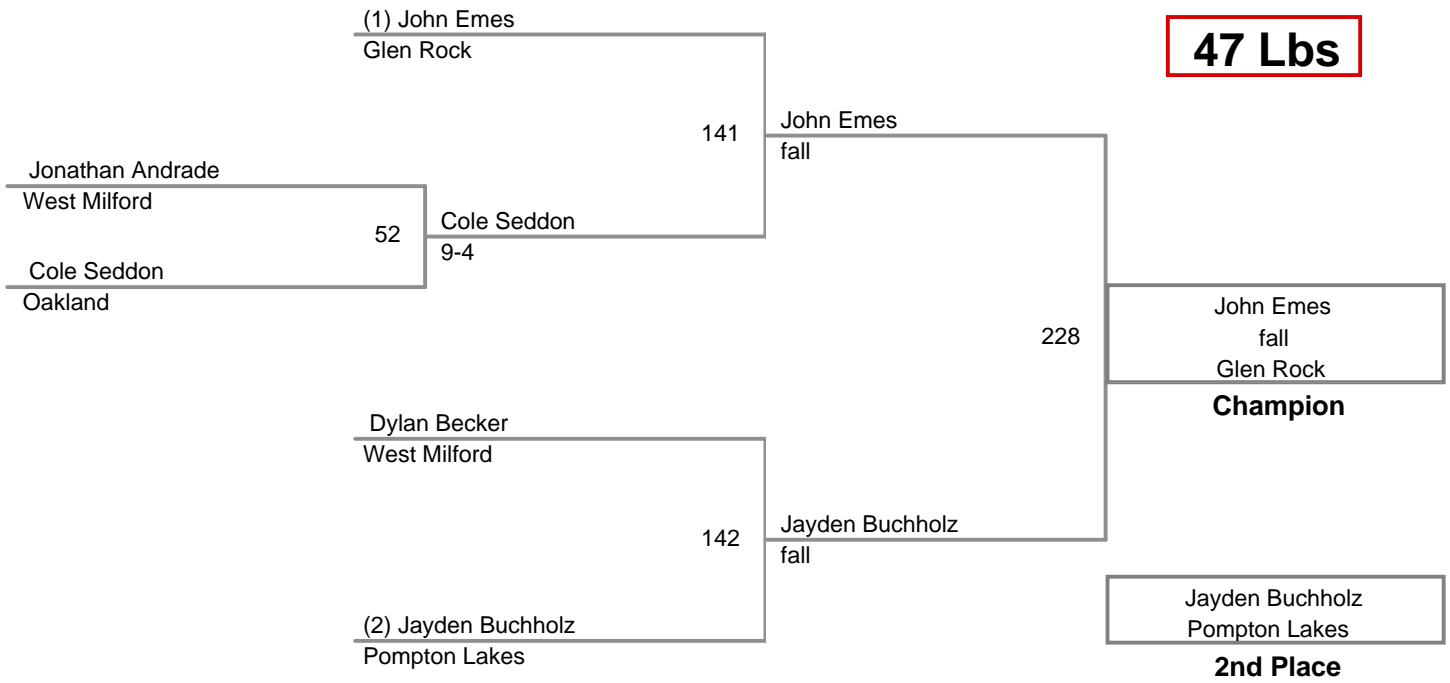 (1) John Emes
Glen Rock
47 Lbs
141
John Emes
fall
Jonathan Andrade
West Milford
52
Cole Seddon
9-4
Cole Seddon
Oakland
228
John Emes
fall
Glen Rock
Champion
Dylan Becker
West Milford
142
Jayden Buchholz
fall
(2) Jayden Buchholz
Pompton Lakes
Jayden Buchholz
Pompton Lakes
2nd Place